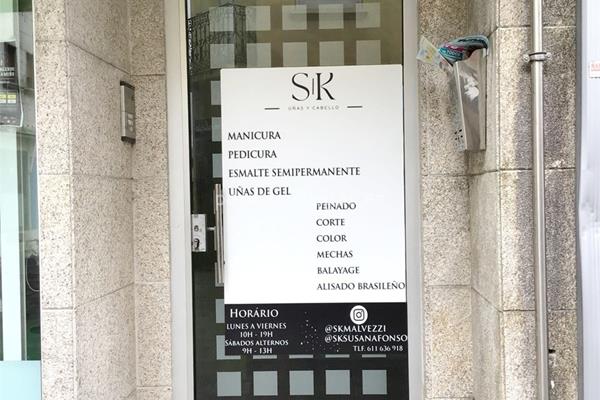 S|K
UÑAS Y CABELLO
MANICURA
PEDICURA
ESMALTE SEMIPERMANENTE
UÑAS DE GEL
PEINADO
CORTE
COLOR
MECHAS
BALAYAGE
ALISADO BRASILEÑO
HORÁRIO
LUNES A VIERNES
10H - 19H
SÁBADOS ALTERNOS
9H - 13H
@SKMALVEZZI
@SKSUSANAFONSO
TLF. 611 636 918